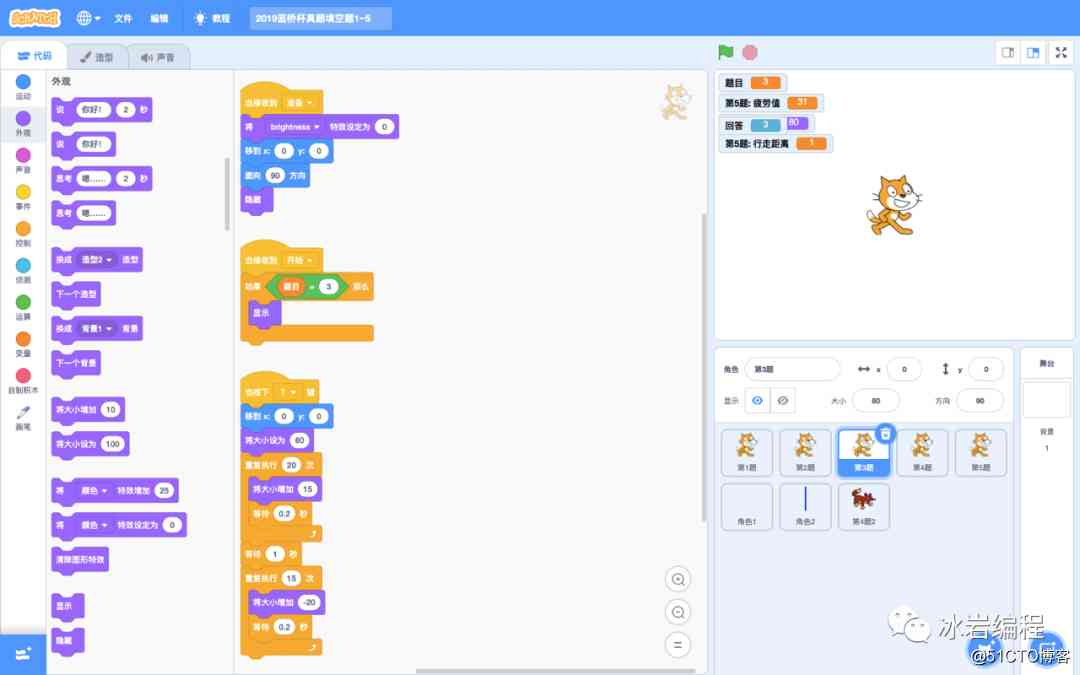 SCRATCH 文件 编辑 教程 2019蓝桥杯真题填空题1-5
代码 造型 声音
运动
外观
声音
事件
控制
侦测
运算
变量
自制积木
画笔
外观
说 你好! 2 秒
说 你好!
思考 嗯…… 2 秒
思考 嗯……
换成 造型2 造型
下一个造型
换成 背景1 背景
下一个背景
将大小增加 10
将大小设为 100
将 颜色 特效增加 25
将 颜色 特效设定为 0
清除图形特效
显示
隐藏
当接收到 准备
将 brightness 特效设定为 0
移到 x: 0 y: 0
面向 90 方向
隐藏
当接收到 开始
如果 题目 = 3 那么
显示
当按下 T 键
移到 x: 0 y: 0
将大小设为 80
重复执行 20 次
将大小增加 15
等待 0.2 秒
等待 1 秒
重复执行 15 次
将大小增加 -20
等待 0.2 秒
题目 3
第5题: 疲劳值 31
回答 3 80
第5题: 行走距离 1
角色 第3题 x 0 y 0
显示 大小 80 方向 90
第1题 第2题 第3题 第4题 第5题
角色1 角色2 第4题2
舞台
背景
1
冰岩编程
@51CTO博客